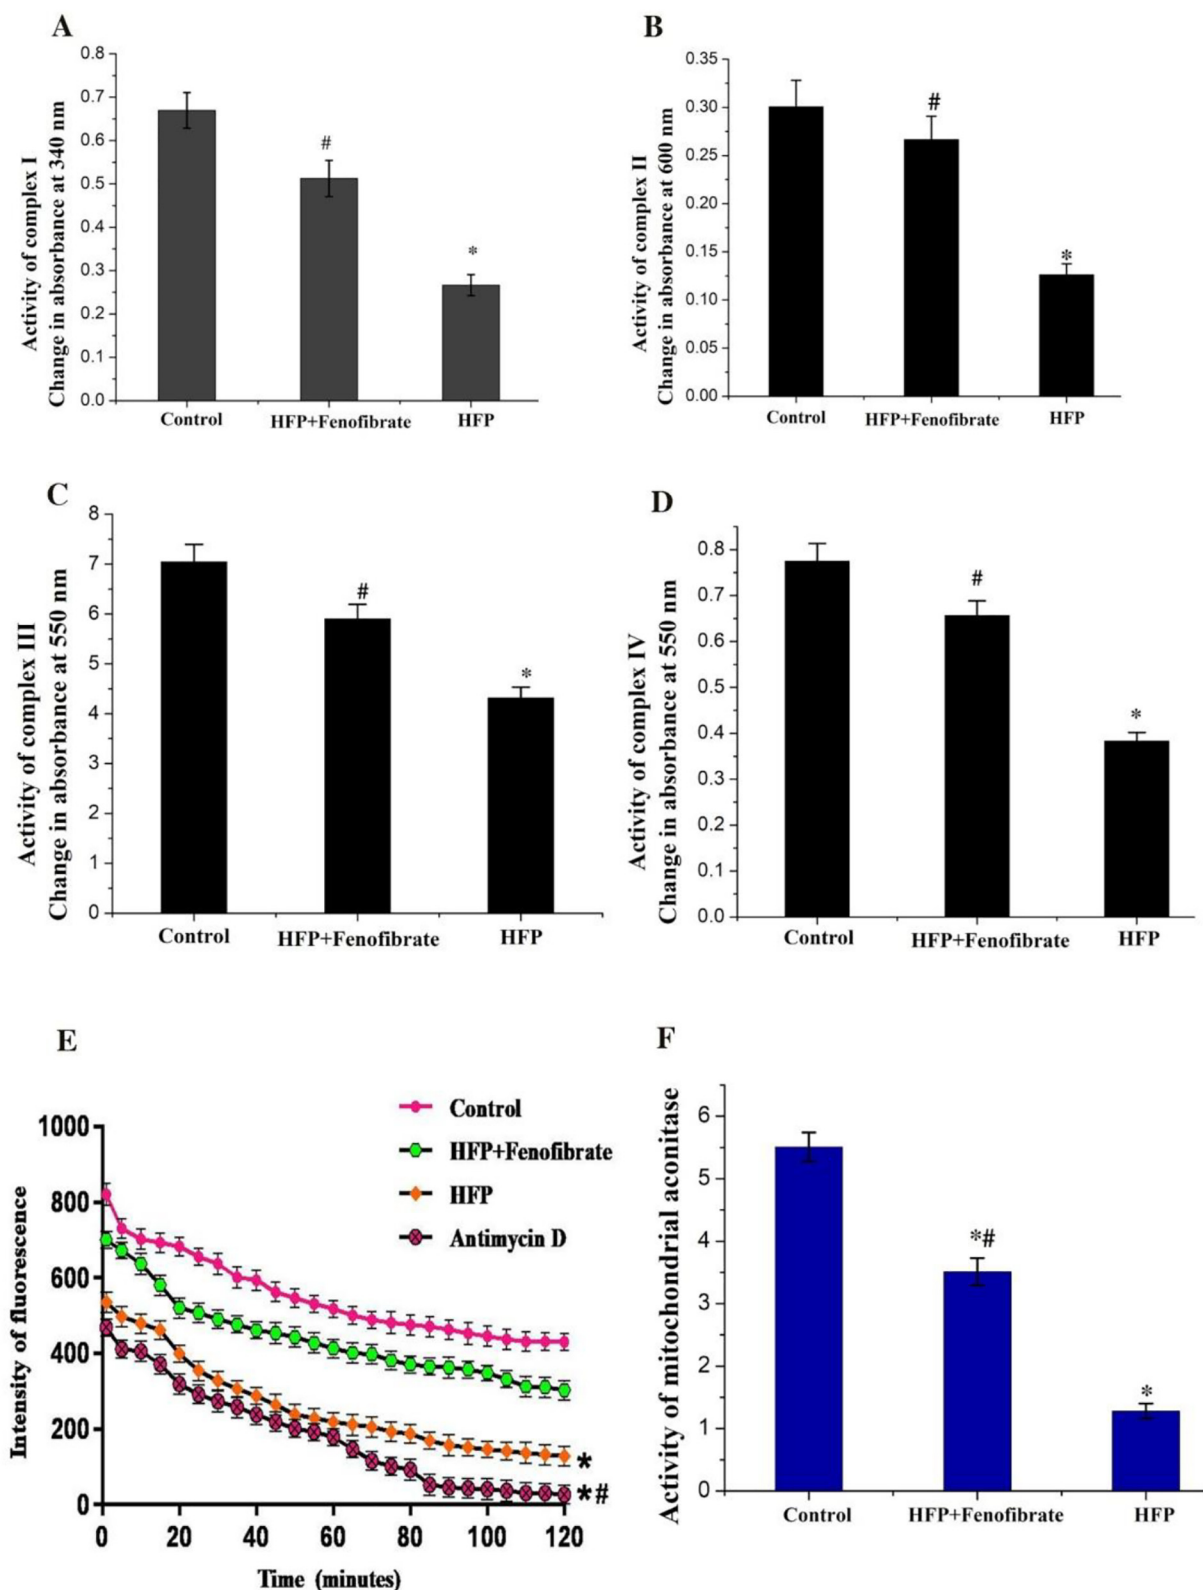 A
Activity of complex I
Change in absorbance at 340 nm
0.8
0.7
0.6
0.5
0.4
0.3
0.2
0.1
0.0
#
*
Control
HFP+Fenofibrate
HFP
B
Activity of complex II
Change in absorbance at 600 nm
0.35
0.30
0.25
0.20
0.15
0.10
0.05
0.00
#
*
Control
HFP+Fenofibrate
HFP
C
Activity of complex III
Change in absorbance at 550 nm
8
7
6
5
4
3
2
1
0
#
*
Control
HFP+Fenofibrate
HFP
D
Activity of complex IV
Change in absorbance at 550 nm
0.8
0.7
0.6
0.5
0.4
0.3
0.2
0.1
0.0
#
*
Control
HFP+Fenofibrate
HFP
E
Control
HFP+Fenofibrate
HFP
Antimycin D
Intensity of fluorescence
1000
800
600
400
200
0
*
*#
0 20 40 60 80 100 120
Time (minutes)
F
Activity of mitochondrial aconitase
6
5
4
3
2
1
0
*#
*
Control
HFP+Fenofibrate
HFP